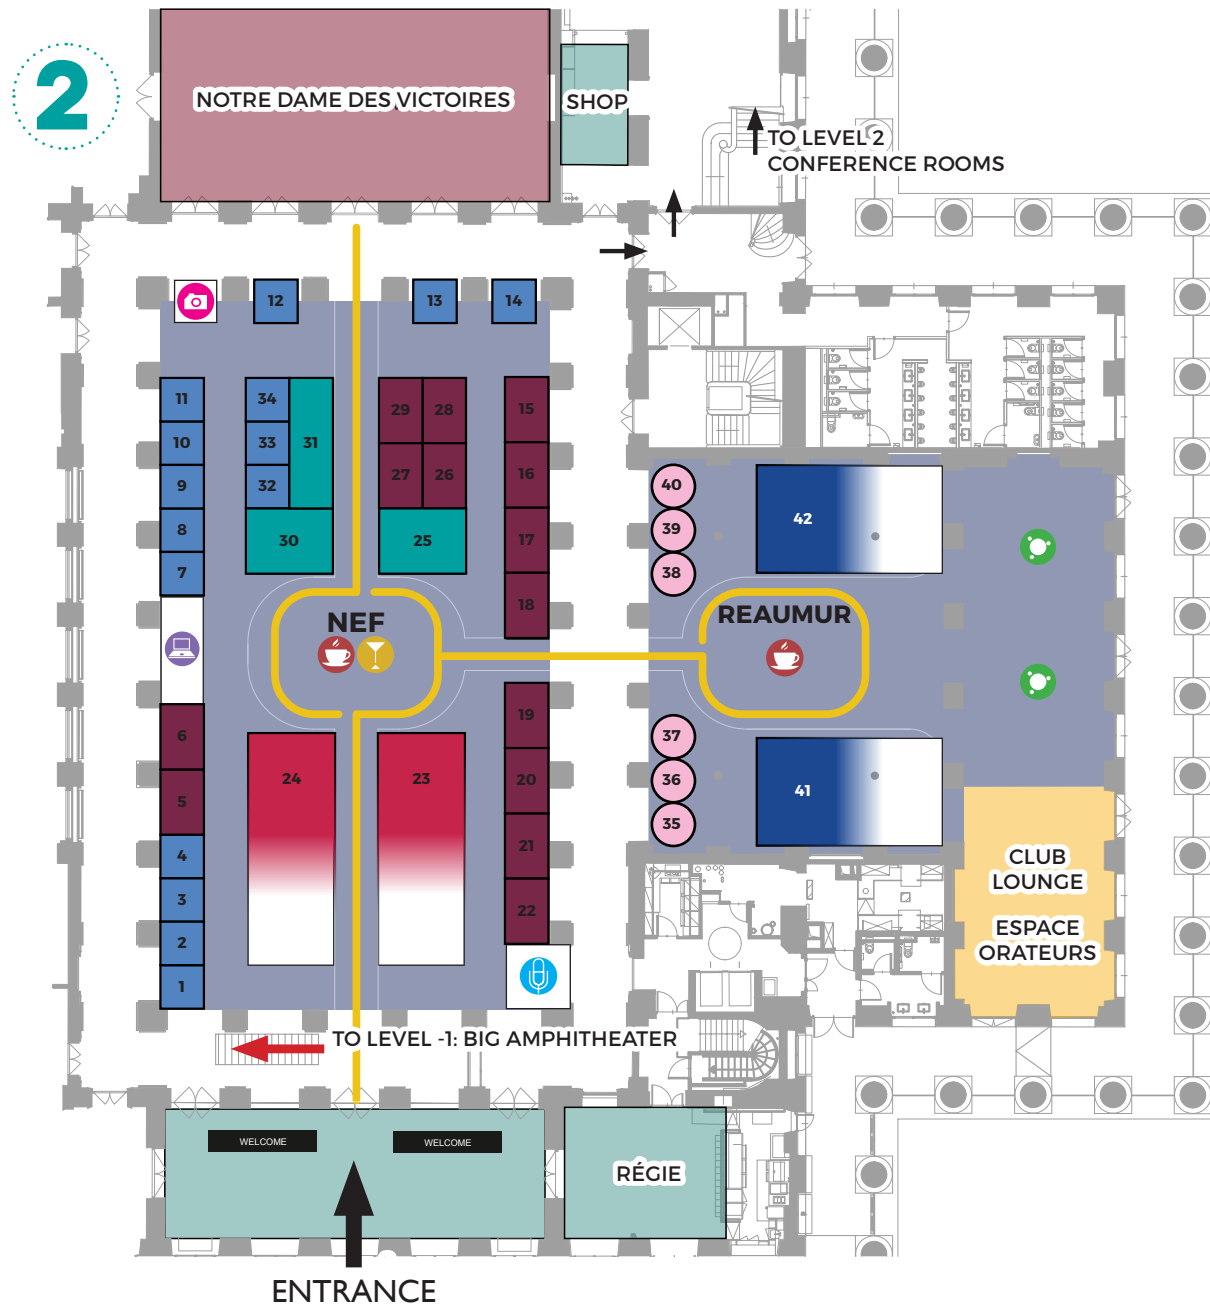 2
NOTRE DAME DES VICTOIRES
SHOP
TO LEVEL 2
CONFERENCE ROOMS
12
13
14
11
10
9
8
7
34
33
32
31
30
29
28
27
26
25
15
16
17
18
40
39
38
42
NEF
REAUMUR
6
5
4
3
2
1
24
23
19
20
21
22
37
36
35
41
CLUB
LOUNGE
ESPACE
ORATEURS
TO LEVEL -1: BIG AMPHITHEATER
WELCOME
WELCOME
RÉGIE
ENTRANCE